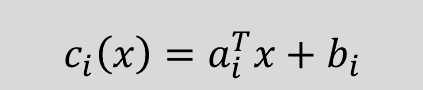 c_i(x) = a_i^T x + b_i